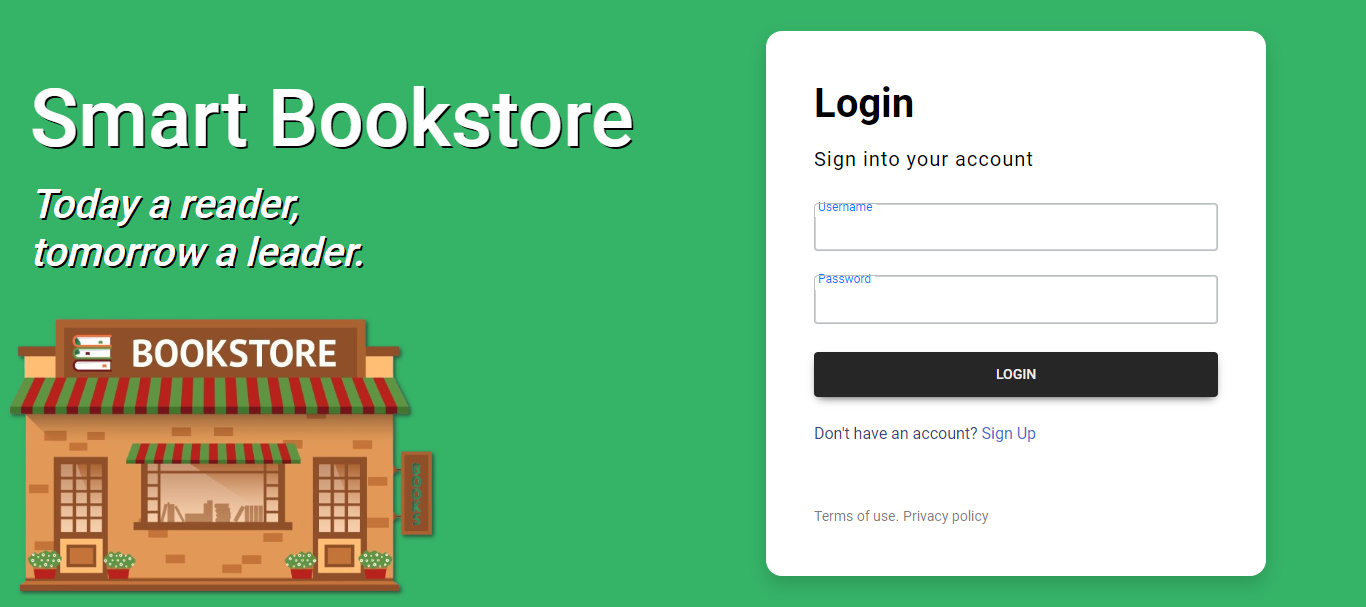 Smart Bookstore
Today a reader,
tomorrow a leader.
BOOKSTORE
BOOKS
Login
Sign into your account
Username
Password
LOGIN
Don't have an account? Sign Up
Terms of use. Privacy policy